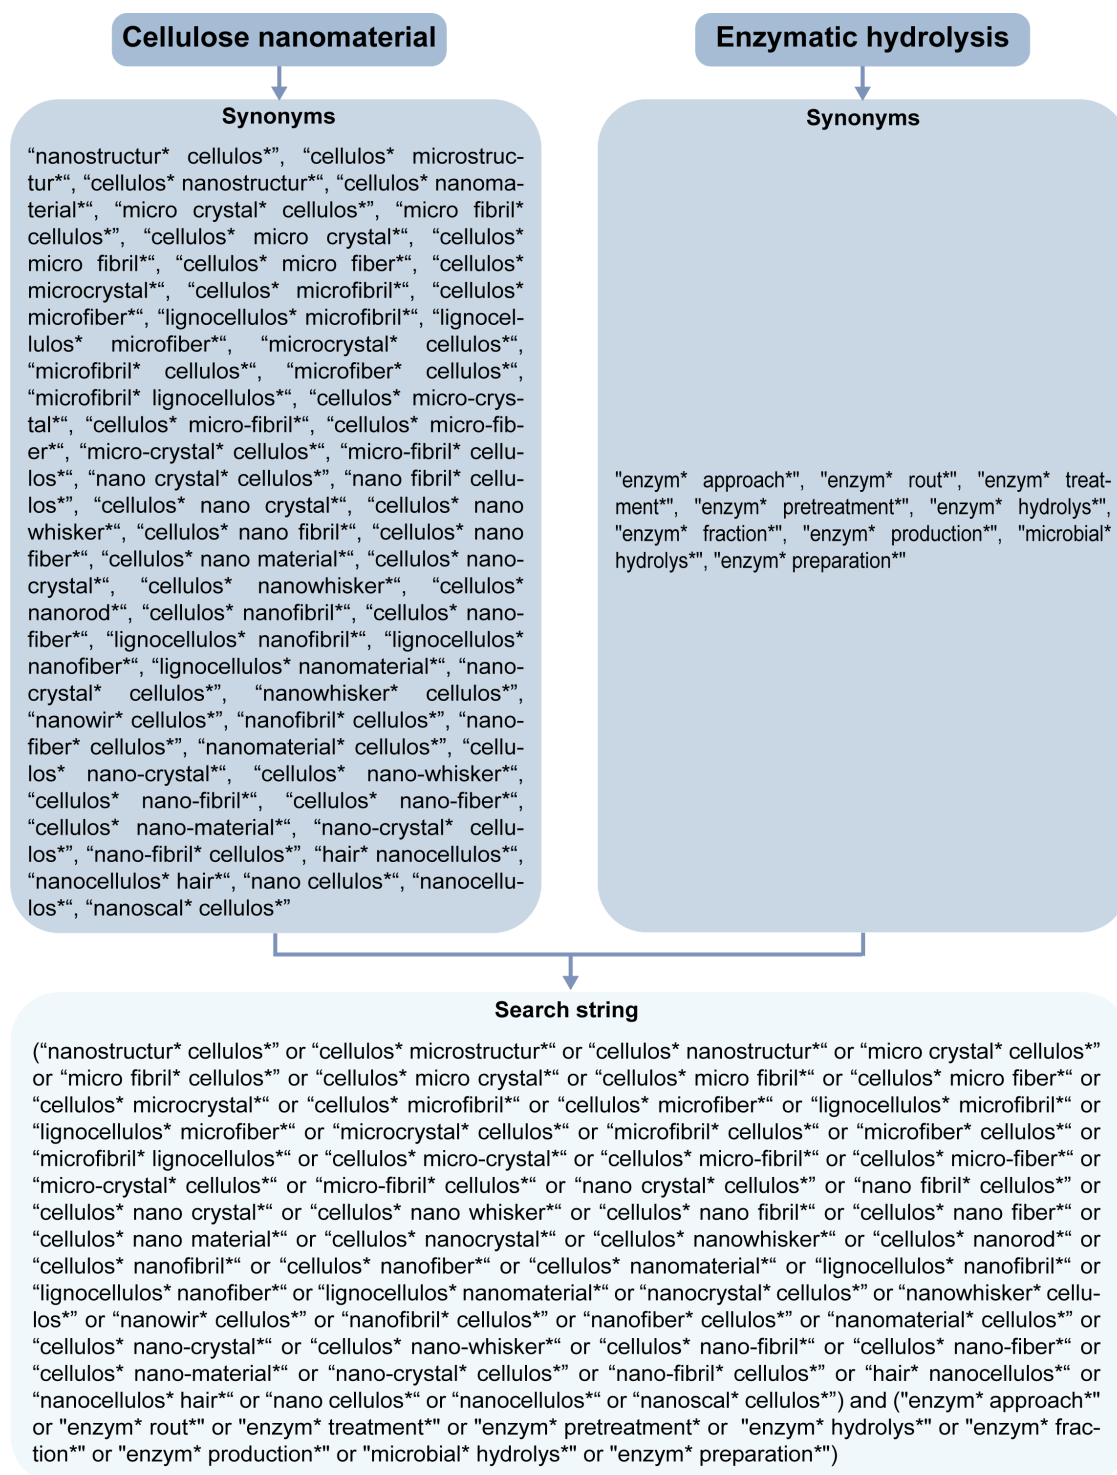 Cellulose nanomaterial
Synonyms
“nanostructur* cellulos*”, “cellulos* microstruc-
tur*“, “cellulos* nanostructur*“, “cellulos* nanoma-
terial*“, “micro crystal* cellulos*”, “micro fibril*
cellulos*”, “cellulos* micro crystal*“, “cellulos*
micro fibril*“, “cellulos* micro fiber*“, “cellulos*
microcrystal*“, “cellulos* microfibril*“, “cellulos*
microfiber*“, “lignocellulos* microfibril*“, “lignocel-
lulos* microfiber*“, “microcrystal* cellulos*“,
“microfibril* cellulos*“, “microfiber* cellulos*“,
“microfibril* lignocellulos*“, “cellulos* micro-crys-
tal*“, “cellulos* micro-fibril*“, “cellulos* micro-fib-
er*“, “micro-crystal* cellulos*“, “micro-fibril* cellu-
los*“, “nano crystal* cellulos*”, “nano fibril* cellu-
los*”, “cellulos* nano crystal*“, “cellulos* nano
whisker*“, “cellulos* nano fibril*“, “cellulos* nano
fiber*“, “cellulos* nano material*“, “cellulos* nano-
crystal*“, “cellulos* nanowhisker*“, “cellulos*
nanorod*“, “cellulos* nanofibril*“, “cellulos* nano-
fiber*“, “lignocellulos* nanofibril*“, “lignocellulos*
nanofiber*“, “lignocellulos* nanomaterial*“, “nano-
crystal* cellulos*”, “nanowhisker* cellulos*”,
“nanowir* cellulos*”, “nanofibril* cellulos*”, “nano-
fiber* cellulos*”, “nanomaterial* cellulos*”, “cellu-
los* nano-crystal*“, “cellulos* nano-whisker*“,
“cellulos* nano-fibril*“, “cellulos* nano-fiber*“,
“cellulos* nano-material*“, “nano-crystal* cellu-
los*”, “nano-fibril* cellulos*”, “hair* nanocellulos*“,
“nanocellulos* hair*“, “nano cellulos*“, “nanocellu-
los*“, “nanoscal* cellulos*”
Enzymatic hydrolysis
Synonyms
"enzym* approach*", "enzym* rout*", "enzym* treat-
ment*", "enzym* pretreatment*", "enzym* hydrolys*",
"enzym* fraction*", "enzym* production*", "microbial*
hydrolys*", "enzym* preparation*"
Search string
(“nanostructur* cellulos*” or “cellulos* microstructur*“ or “cellulos* nanostructur*“ or “micro crystal* cellulos*”
or “micro fibril* cellulos*” or “cellulos* micro crystal*“ or “cellulos* micro fibril*“ or “cellulos* micro fiber*“ or
“cellulos* microcrystal*“ or “cellulos* microfibril*“ or “cellulos* microfiber*“ or “lignocellulos* microfibril*“ or
“lignocellulos* microfiber*“ or “microcrystal* cellulos*“ or “microfibril* cellulos*“ or “microfiber* cellulos*“ or
“microfibril* lignocellulos*“ or “cellulos* micro-crystal*“ or “cellulos* micro-fibril*“ or “cellulos* micro-fiber*“ or
“micro-crystal* cellulos*“ or “micro-fibril* cellulos*“ or “nano crystal* cellulos*” or “nano fibril* cellulos*” or
“cellulos* nano crystal*“ or “cellulos* nano whisker*“ or “cellulos* nano fibril*“ or “cellulos* nano fiber*“ or
“cellulos* nano material*“ or “cellulos* nanocrystal*“ or “cellulos* nanowhisker*“ or “cellulos* nanorod*“ or
“cellulos* nanofibril*“ or “cellulos* nanofiber*“ or “cellulos* nanomaterial*“ or “lignocellulos* nanofibril*“ or
“lignocellulos* nanofiber*“ or “lignocellulos* nanomaterial*“ or “nanocrystal* cellulos*” or “nanowhisker* cellu-
los*” or “nanowir* cellulos*” or “nanofibril* cellulos*” or “nanofiber* cellulos*” or “nanomaterial* cellulos*” or
“cellulos* nano-crystal*“ or “cellulos* nano-whisker*“ or “cellulos* nano-fibril*“ or “cellulos* nano-fiber*“ or
“cellulos* nano-material*“ or “nano-crystal* cellulos*” or “nano-fibril* cellulos*” or “hair* nanocellulos*“ or
“nanocellulos* hair*“ or “nano cellulos*“ or “nanocellulos*“ or “nanoscal* cellulos*”) and ("enzym* approach*"
or "enzym* rout*" or "enzym* treatment*" or "enzym* pretreatment* or "enzym* hydrolys*" or "enzym* frac-
tion*" or "enzym* production*" or "microbial* hydrolys*" or "enzym* preparation*")